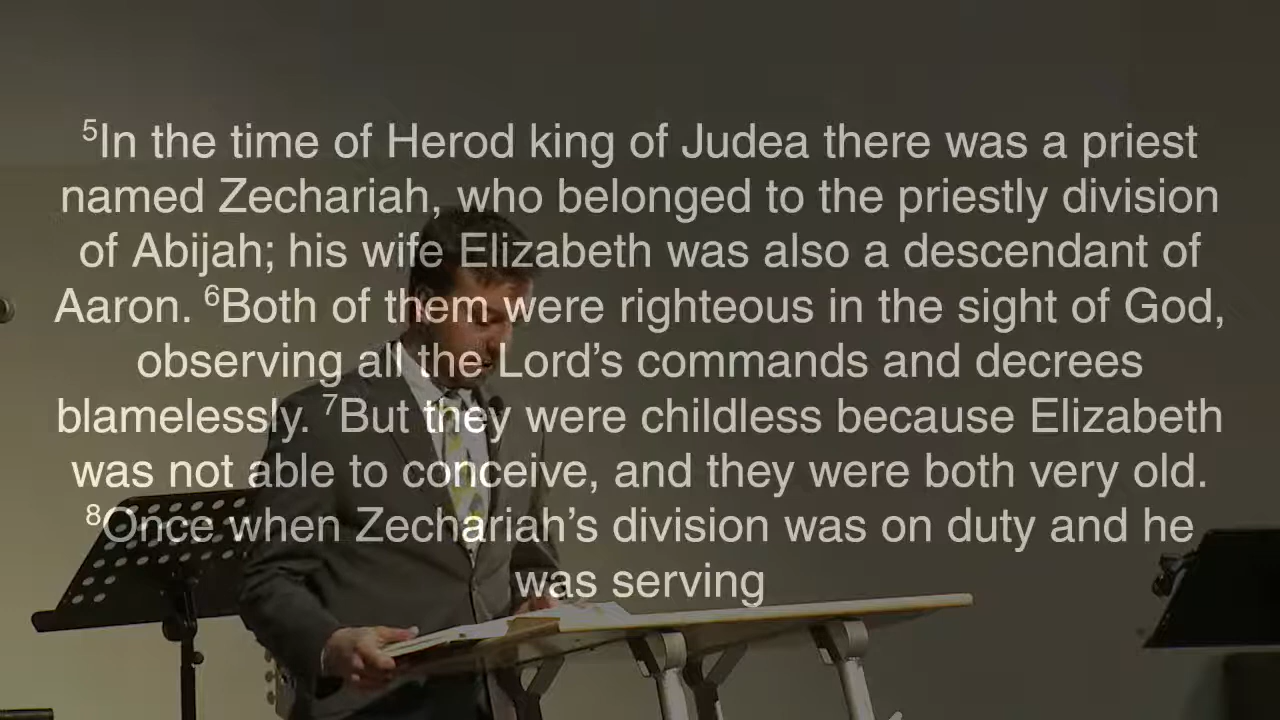 ⁵In the time of Herod king of Judea there was a priest
named Zechariah, who belonged to the priestly division
of Abijah; his wife Elizabeth was also a descendant of
Aaron. ⁶Both of them were righteous in the sight of God,
observing all the Lord’s commands and decrees
blamelessly. ⁷But they were childless because Elizabeth
was not able to conceive, and they were both very old.
⁸Once when Zechariah’s division was on duty and he
was serving